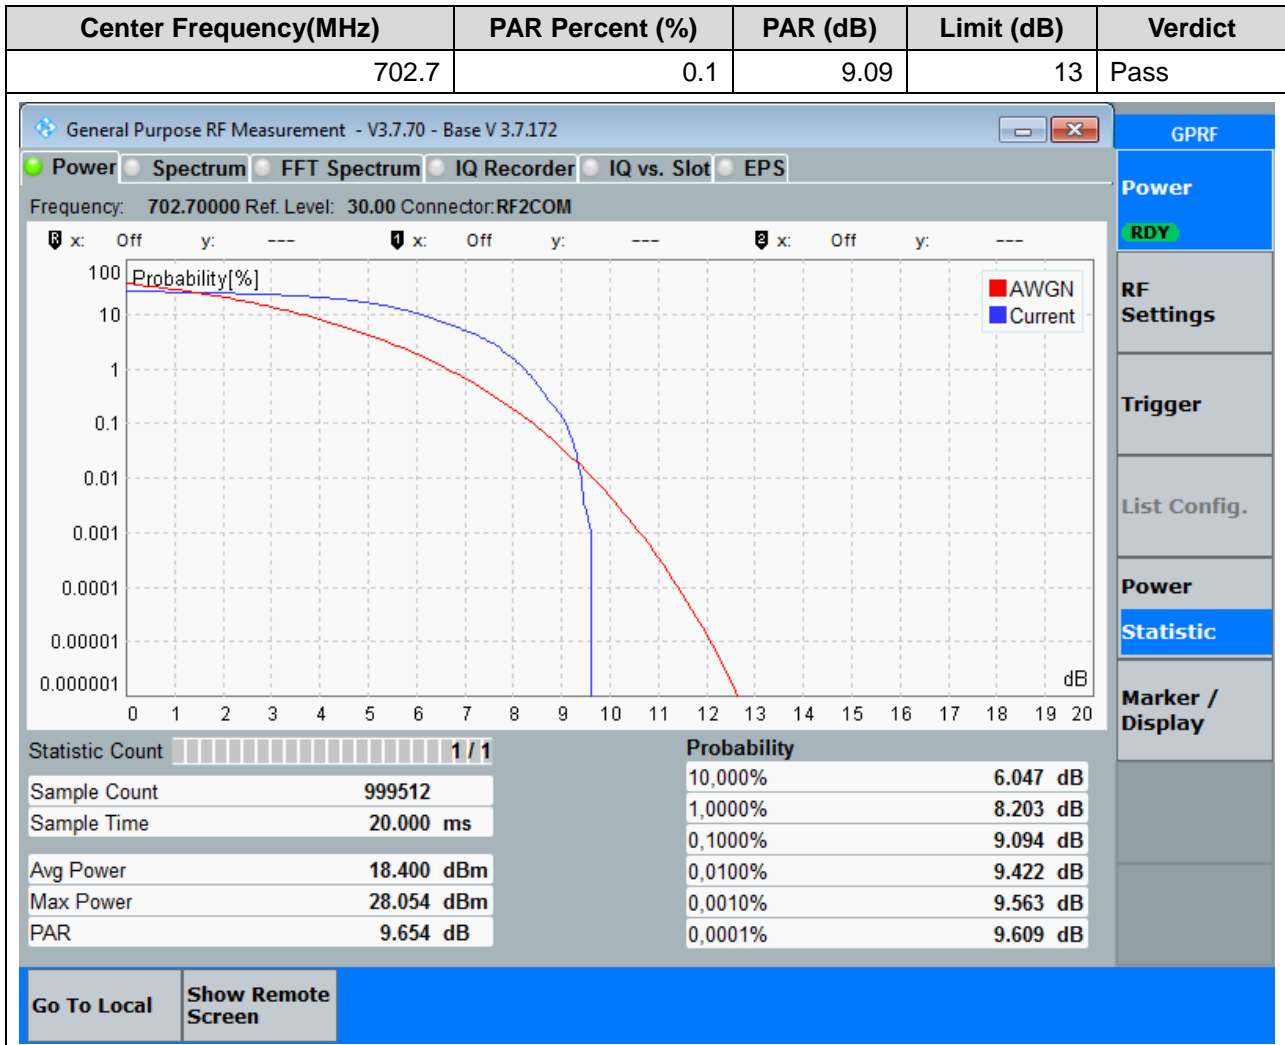 Center Frequency(MHz) PAR Percent (%) PAR (dB) Limit (dB) Verdict
702.7 0.1 9.09 13 Pass
General Purpose RF Measurement - V3.7.70 - Base V 3.7.172
GPRF
Power Spectrum FFT Spectrum IQ Recorder IQ vs. Slot EPS
Power
RDY
Frequency: 702.70000 Ref. Level: 30.00 Connector:RF2COM
R x: Off y: --- 1 x: Off y: --- 2 x: Off y: ---
Probability[%]
AWGN
Current
100
10
1
0.1
0.01
0.001
0.0001
0.00001
0.000001
dB
0 1 2 3 4 5 6 7 8 9 10 11 12 13 14 15 16 17 18 19 20
RF
Settings
Trigger
List Config.
Power
Statistic
Marker /
Display
Statistic Count 1 / 1
Sample Count 999512
Sample Time 20.000 ms
Avg Power 18.400 dBm
Max Power 28.054 dBm
PAR 9.654 dB
Probability
10,000% 6.047 dB
1,0000% 8.203 dB
0,1000% 9.094 dB
0,0100% 9.422 dB
0,0010% 9.563 dB
0,0001% 9.609 dB
Go To Local
Show Remote
Screen